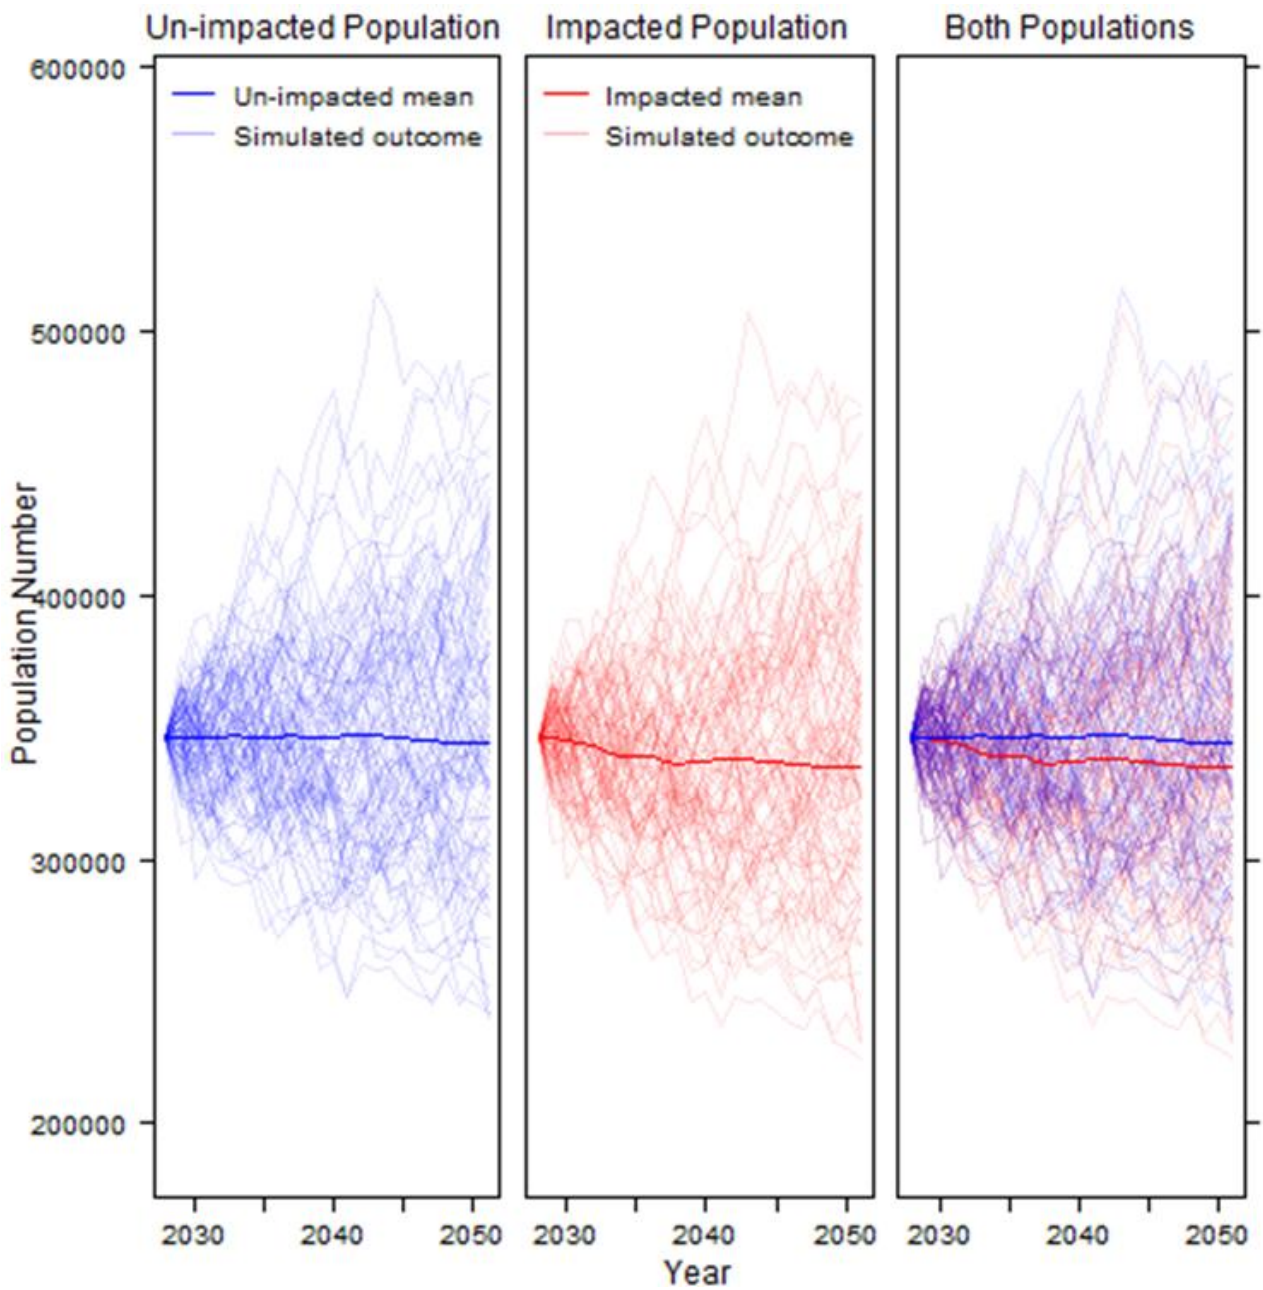 Un-impacted Population
Impacted Population
Both Populations
Un-impacted mean
Simulated outcome
Impacted mean
Simulated outcome
600000
500000
400000
300000
200000
Population Number
2030 2040 2050
2030 2040 2050
2030 2040 2050
Year